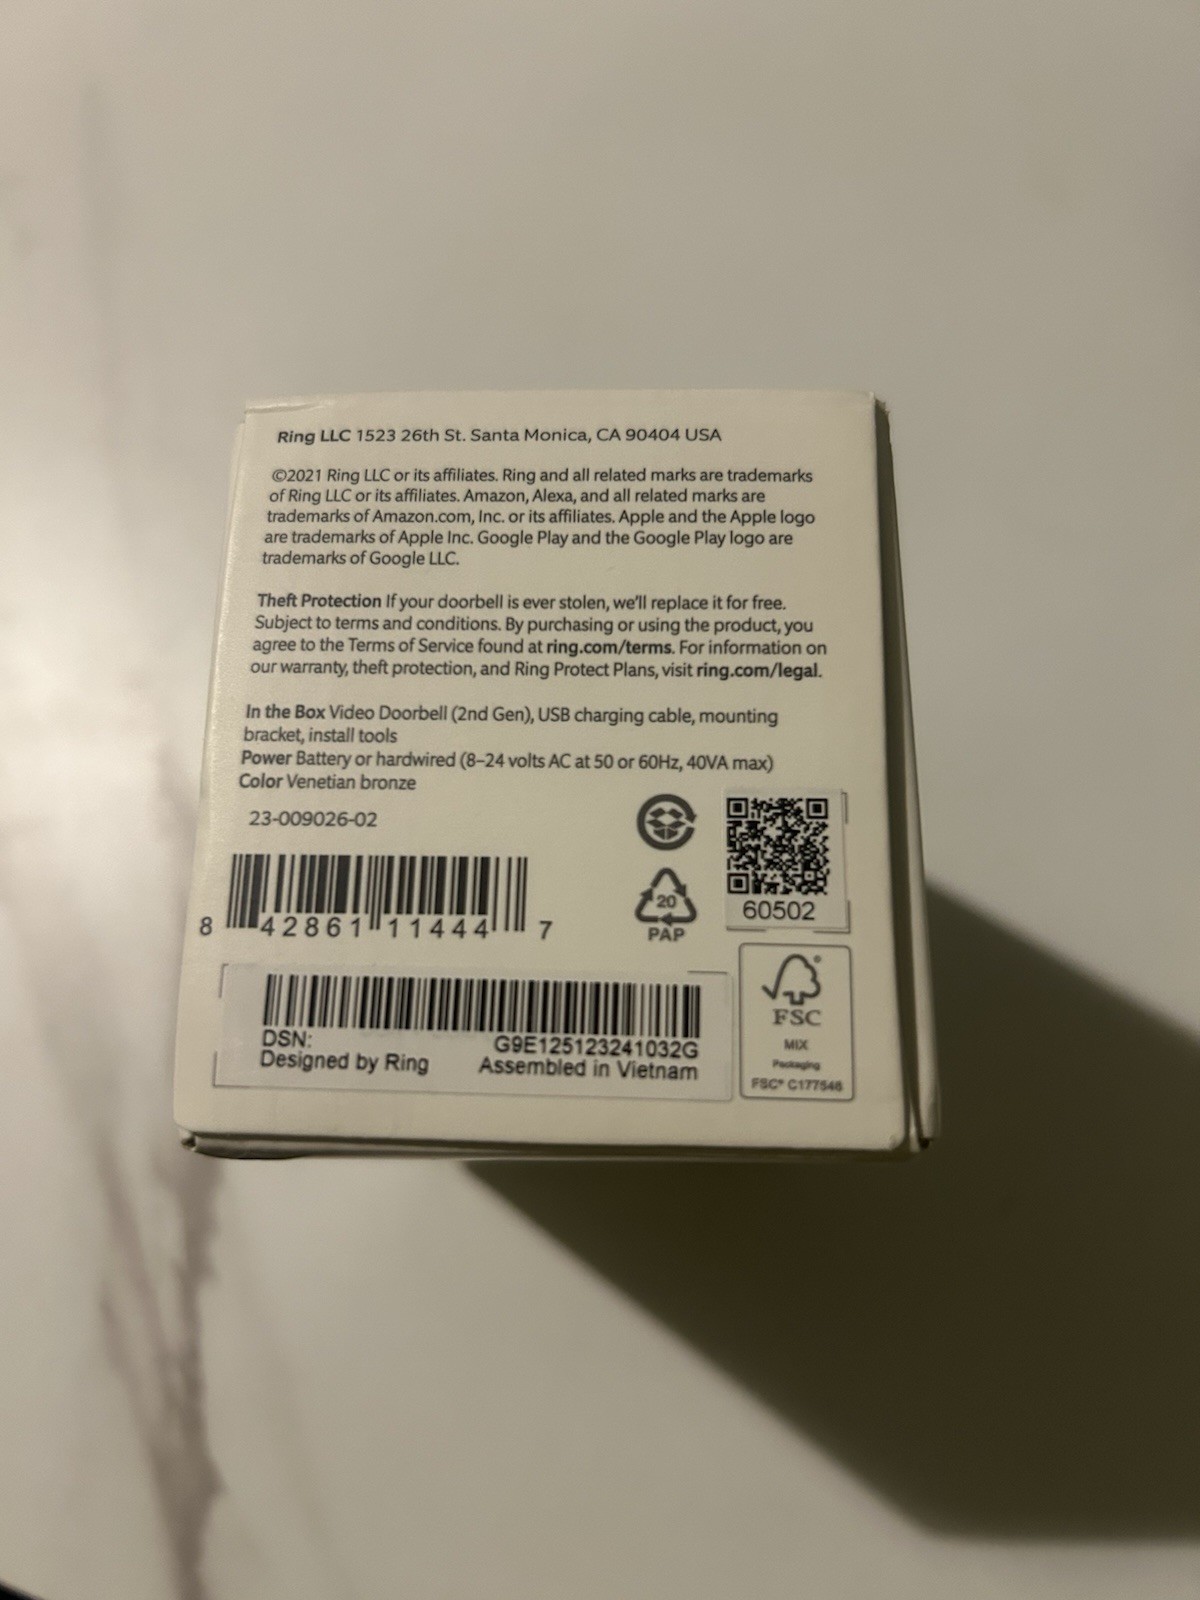 Ring LLC 1523 26th St. Santa Monica, CA 90404 USA
©2021 Ring LLC or its affiliates. Ring and all related marks are trademarks
of Ring LLC or its affiliates. Amazon, Alexa, and all related marks are
trademarks of Amazon.com, Inc. or its affiliates. Apple and the Apple logo
are trademarks of Apple Inc. Google Play and the Google Play logo are
trademarks of Google LLC.
Theft Protection If your doorbell is ever stolen, we'll replace it for free.
Subject to terms and conditions. By purchasing or using the product, you
agree to the Terms of Service found at ring.com/terms. For information on
our warranty, theft protection, and Ring Protect Plans, visit ring.com/legal.
In the Box Video Doorbell (2nd Gen), USB charging cable, mounting
bracket, install tools
Power Battery or hardwired (8–24 volts AC at 50 or 60Hz, 40VA max)
Color Venetian bronze
23-009026-02
8 42861 11444 7
20
PAP
60502
DSN: G9E125123241032G
Designed by Ring Assembled in Vietnam
FSC®
MIX
Packaging
FSC® C177546